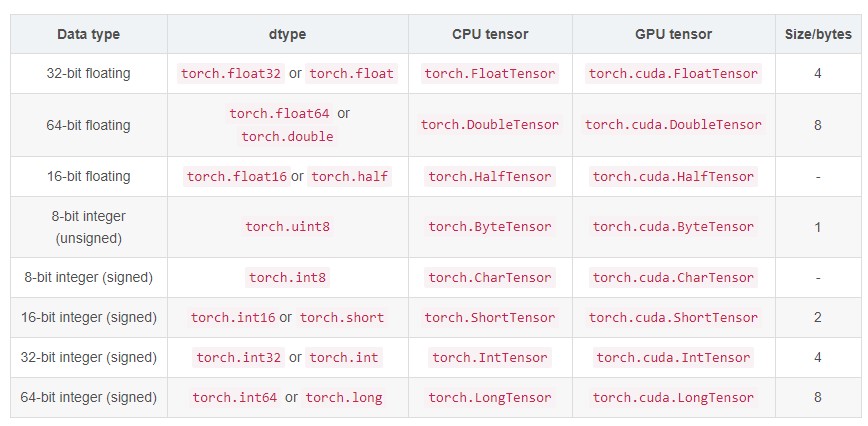 Data type dtype CPU tensor GPU tensor Size/bytes
32-bit floating torch.float32 or torch.float torch.FloatTensor torch.cuda.FloatTensor 4
64-bit floating torch.float64 or torch.double torch.DoubleTensor torch.cuda.DoubleTensor 8
16-bit floating torch.float16 or torch.half torch.HalfTensor torch.cuda.HalfTensor -
8-bit integer (unsigned) torch.uint8 torch.ByteTensor torch.cuda.ByteTensor 1
8-bit integer (signed) torch.int8 torch.CharTensor torch.cuda.CharTensor -
16-bit integer (signed) torch.int16 or torch.short torch.ShortTensor torch.cuda.ShortTensor 2
32-bit integer (signed) torch.int32 or torch.int torch.IntTensor torch.cuda.IntTensor 4
64-bit integer (signed) torch.int64 or torch.long torch.LongTensor torch.cuda.LongTensor 8